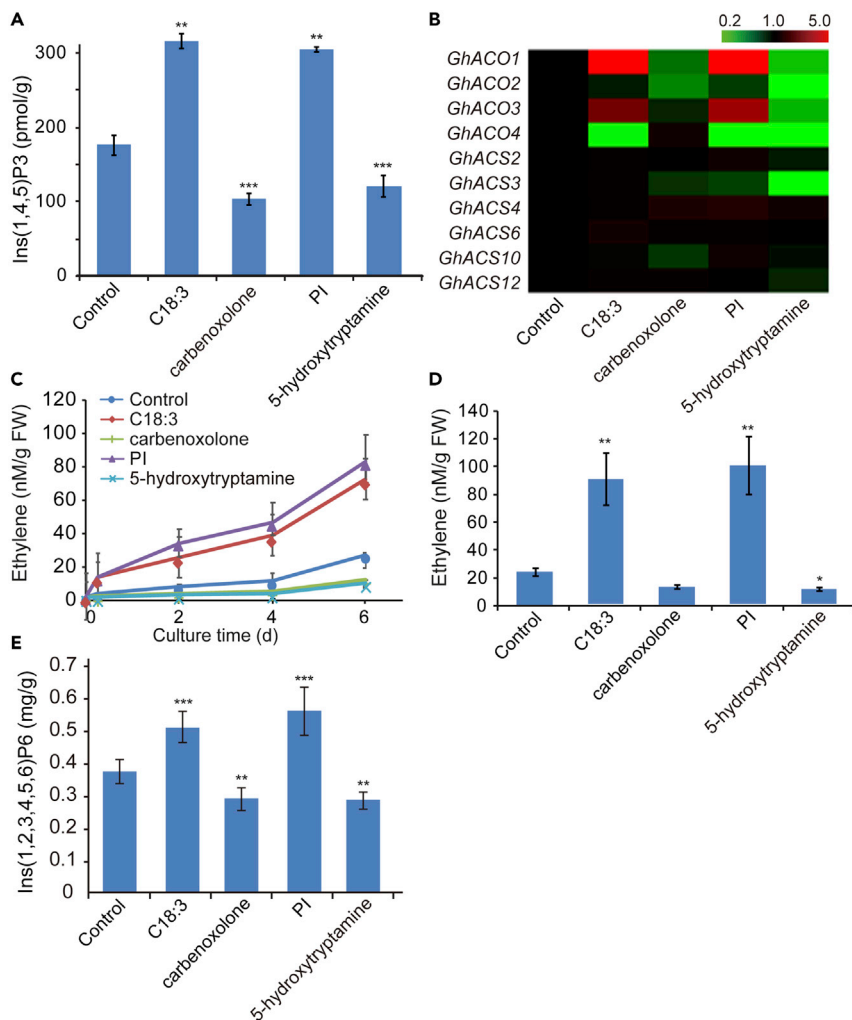 A
Ins(1,4,5)P3 (pmol/g)
300
200
100
0
**
***
**
***
Control
C18:3
carbenoxolone
PI
5-hydroxytryptamine
B
0.2 1.0 5.0
GhACO1
GhACO2
GhACO3
GhACO4
GhACS2
GhACS3
GhACS4
GhACS6
GhACS10
GhACS12
Control
C18:3
carbenoxolone
PI
5-hydroxytryptamine
C
Ethylene (nM/g FW)
120
100
80
60
40
20
0
Control
C18:3
carbenoxolone
PI
5-hydroxytryptamine
0 2 4 6
Culture time (d)
D
Ethylene (nM/g FW)
140
120
100
80
60
40
20
0
**
**
*
Control
C18:3
carbenoxolone
PI
5-hydroxytryptamine
E
Ins(1,2,3,4,5,6)P6 (mg/g)
0.7
0.6
0.5
0.4
0.3
0.2
0.1
0
***
**
***
**
Control
C18:3
carbenoxolone
PI
5-hydroxytryptamine